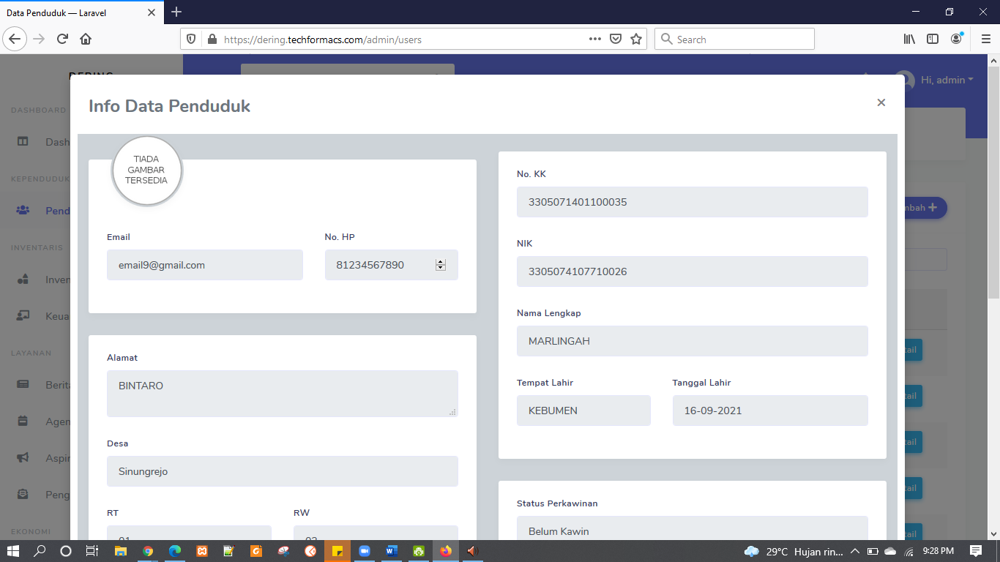 Data Penduduk — Laravel
https://dering.techformacs.com/admin/users
Search
Hi, admin
DASHBOARD
Dash
KEPENDUDUK
Pend
INVENTARIS
Inven
Keua
LAYANAN
Berita
Agen
Aspir
Peng
EKONOMI
Info Data Penduduk
×
TIADA
GAMBAR
TERSEDIA
Email
No. HP
email9@gmail.com
81234567890
Alamat
BINTARO
Desa
Sinungrejo
RT
RW
01
02
No. KK
3305071401100035
NIK
3305074107710026
Nama Lengkap
MARLINGAH
Tempat Lahir
Tanggal Lahir
KEBUMEN
16-09-2021
Status Perkawinan
Belum Kawin
mbah +
tail
tail
tail
tail
tail
29°C Hujan rin...
9:28 PM